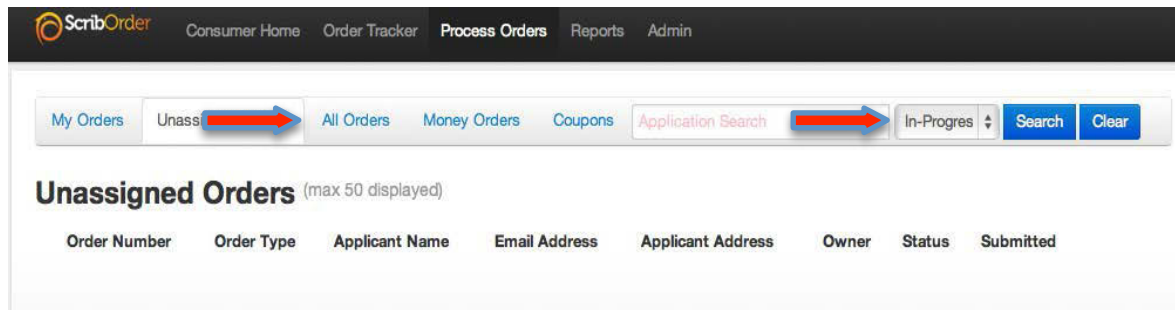 ScribOrder Consumer Home Order Tracker Process Orders Reports Admin
My Orders Unass All Orders Money Orders Coupons Application Search In-Progres Search Clear
Unassigned Orders (max 50 displayed)
Order Number Order Type Applicant Name Email Address Applicant Address Owner Status Submitted